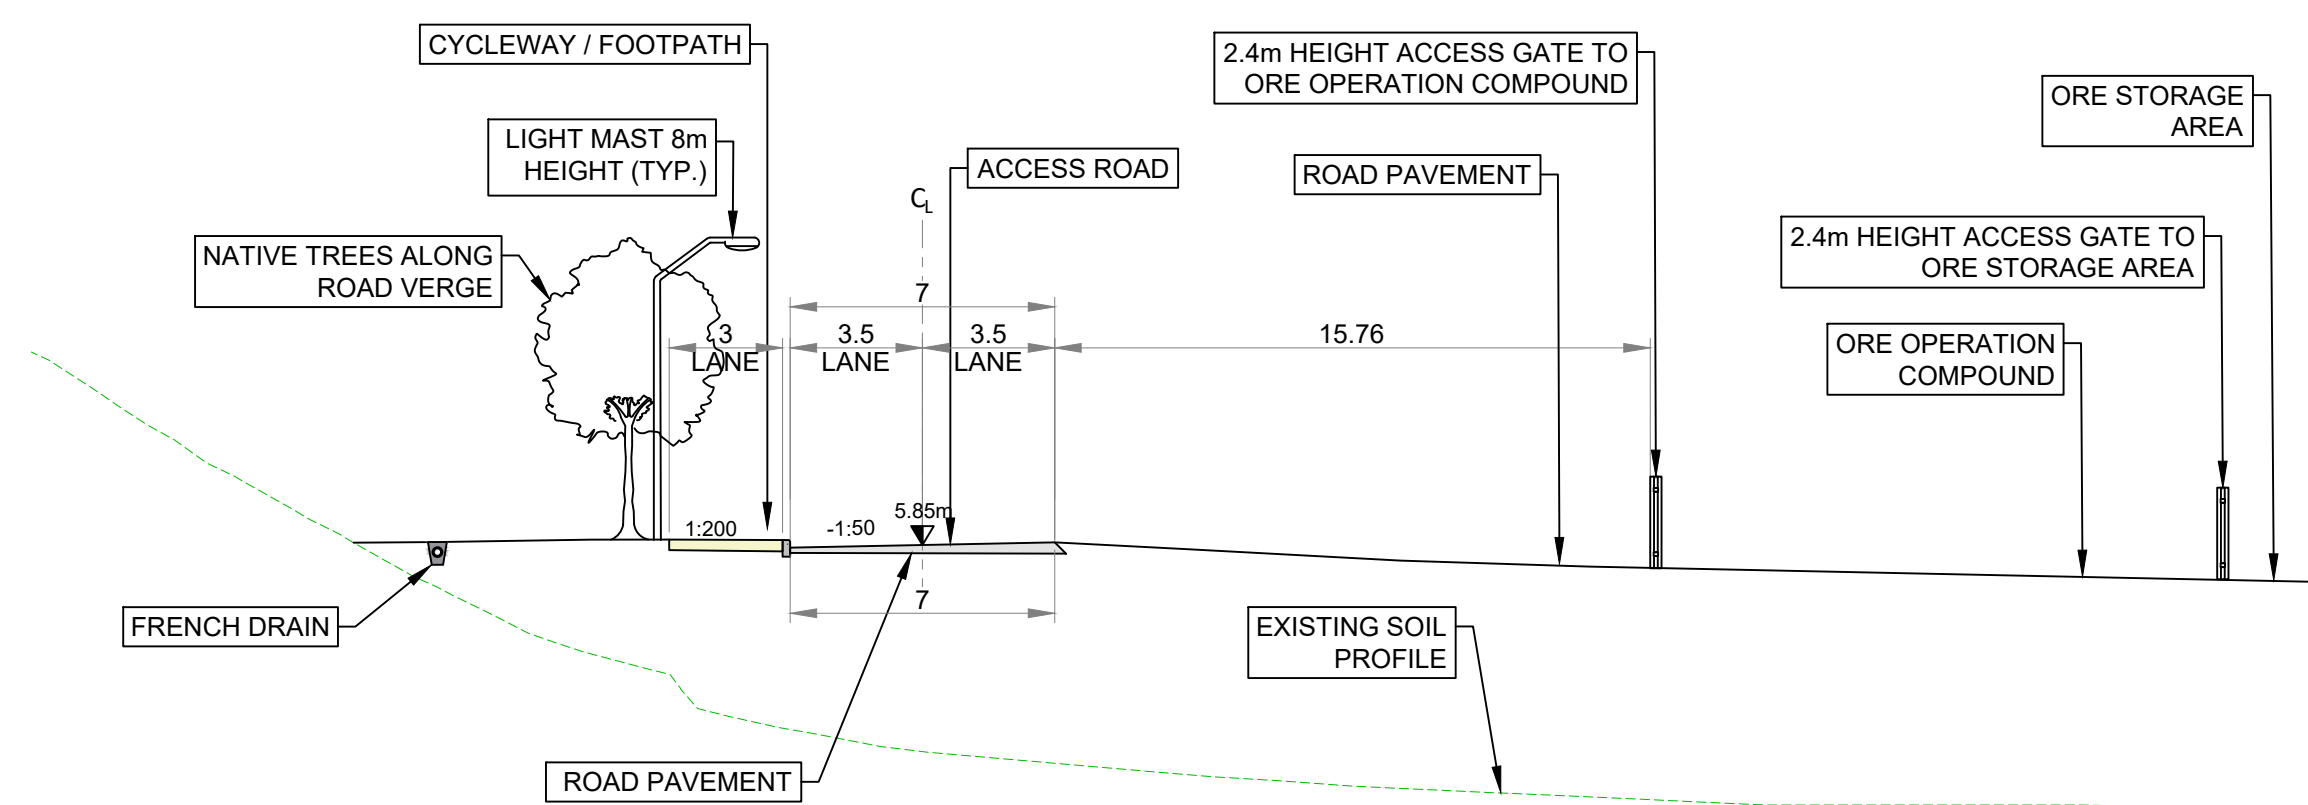 CYCLEWAY / FOOTPATH
2.4m HEIGHT ACCESS GATE TO
ORE OPERATION COMPOUND
ORE STORAGE
AREA
LIGHT MAST 8m
HEIGHT (TYP.)
ACCESS ROAD
ROAD PAVEMENT
CL
NATIVE TREES ALONG
ROAD VERGE
2.4m HEIGHT ACCESS GATE TO
ORE STORAGE AREA
7
3
LANE
3.5
LANE
3.5
LANE
15.76
ORE OPERATION
COMPOUND
1:200
-1:50
5.85m
7
FRENCH DRAIN
EXISTING SOIL
PROFILE
ROAD PAVEMENT